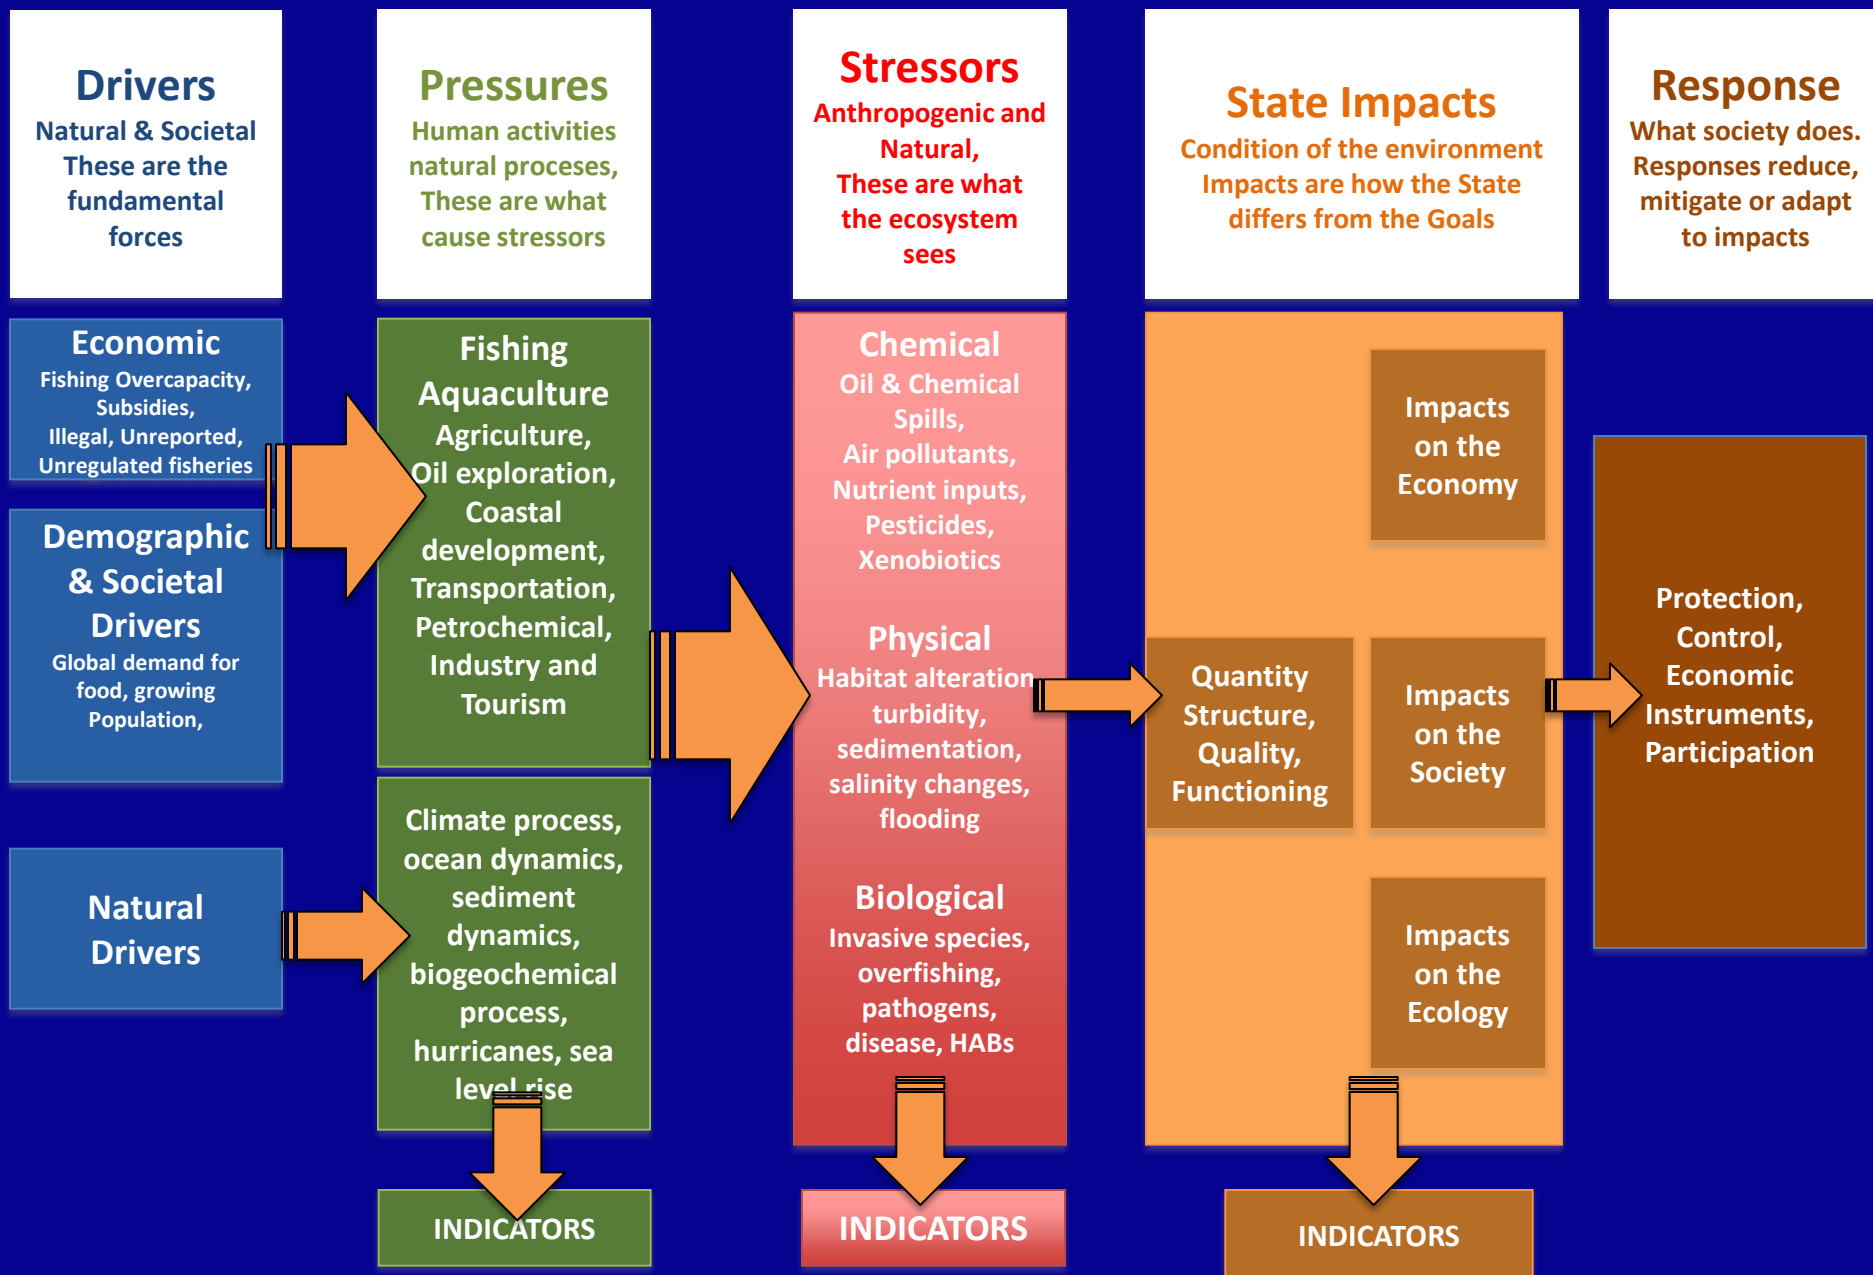 Drivers
Natural & Societal
These are the
fundamental
forces
Pressures
Human activities
natural proceses,
These are what
cause stressors
Stressors
Anthropogenic and
Natural,
These are what
the ecosystem
sees
State Impacts
Condition of the environment
Impacts are how the State
differs from the Goals
Response
What society does.
Responses reduce,
mitigate or adapt
to impacts
Economic
Fishing Overcapacity,
Subsidies,
Illegal, Unreported,
Unregulated fisheries
Demographic
& Societal
Drivers
Global demand for
food, growing
Population,
Natural
Drivers
Fishing
Aquaculture
Agriculture,
Oil exploration,
Coastal
development,
Transportation,
Petrochemical,
Industry and
Tourism
Climate process,
ocean dynamics,
sediment
dynamics,
biogeochemical
process,
hurricanes, sea
level rise
INDICATORS
Chemical
Oil & Chemical
Spills,
Air pollutants,
Nutrient inputs,
Pesticides,
Xenobiotics
Physical
Habitat alteration,
turbidity,
sedimentation,
salinity changes,
flooding
Biological
Invasive species,
overfishing,
pathogens,
disease, HABs
INDICATORS
Quantity
Structure,
Quality,
Functioning
Impacts
on the
Economy
Impacts
on the
Society
Impacts
on the
Ecology
INDICATORS
Protection,
Control,
Economic
Instruments,
Participation